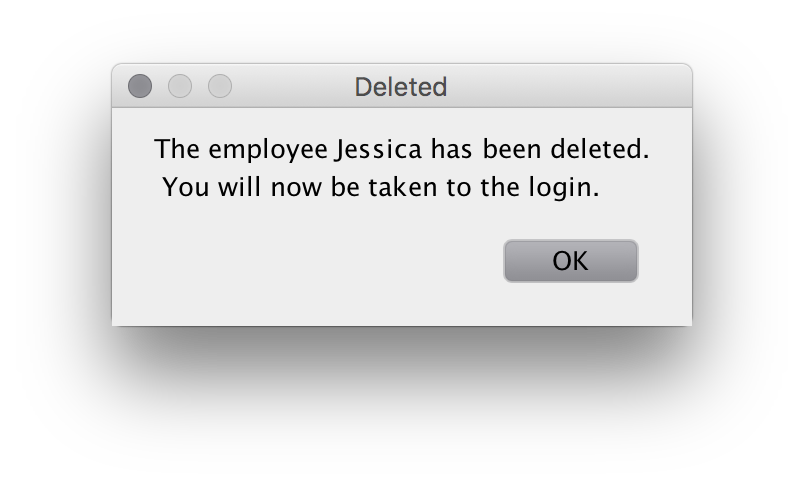 Deleted
The employee Jessica has been deleted.
You will now be taken to the login.
OK